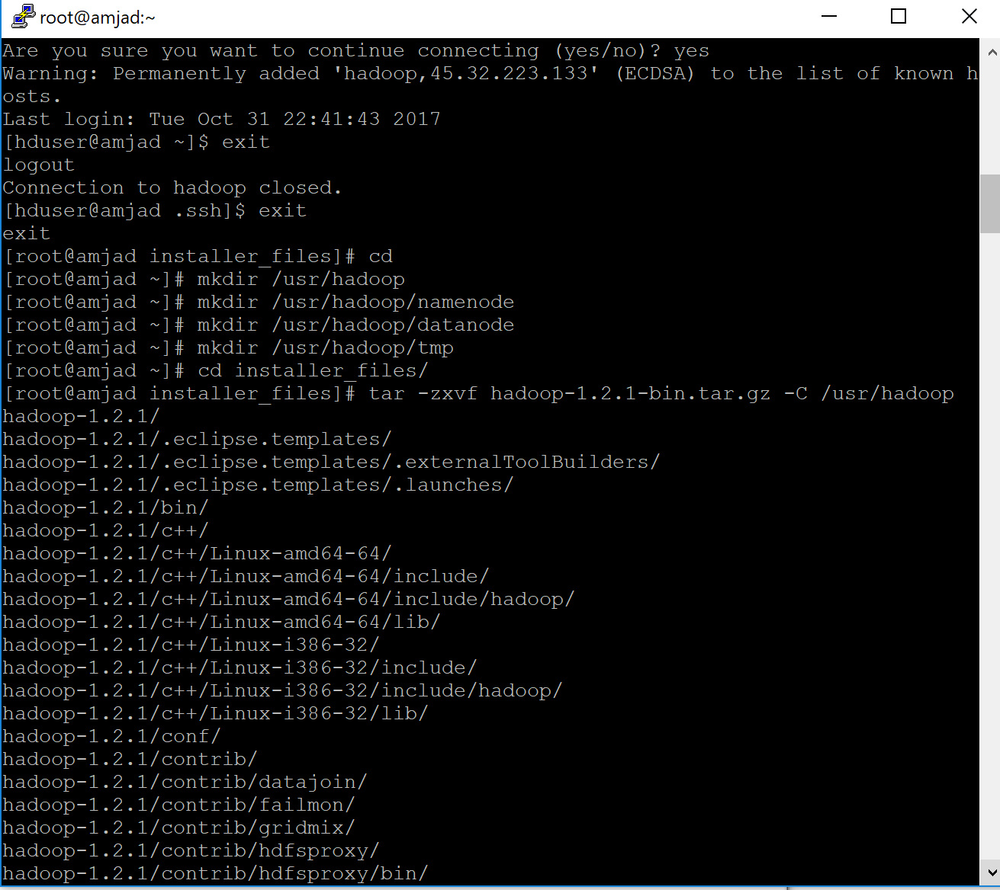 root@amjad:~
Are you sure you want to continue connecting (yes/no)? yes
Warning: Permanently added 'hadoop,45.32.223.133' (ECDSA) to the list of known h
osts.
Last login: Tue Oct 31 22:41:43 2017
[hduser@amjad ~]$ exit
logout
Connection to hadoop closed.
[hduser@amjad .ssh]$ exit
exit
[root@amjad installer_files]# cd
[root@amjad ~]# mkdir /usr/hadoop
[root@amjad ~]# mkdir /usr/hadoop/namenode
[root@amjad ~]# mkdir /usr/hadoop/datanode
[root@amjad ~]# mkdir /usr/hadoop/tmp
[root@amjad ~]# cd installer_files/
[root@amjad installer_files]# tar -zxvf hadoop-1.2.1-bin.tar.gz -C /usr/hadoop
hadoop-1.2.1/
hadoop-1.2.1/.eclipse.templates/
hadoop-1.2.1/.eclipse.templates/.externalToolBuilders/
hadoop-1.2.1/.eclipse.templates/.launches/
hadoop-1.2.1/bin/
hadoop-1.2.1/c++/
hadoop-1.2.1/c++/Linux-amd64-64/
hadoop-1.2.1/c++/Linux-amd64-64/include/
hadoop-1.2.1/c++/Linux-amd64-64/include/hadoop/
hadoop-1.2.1/c++/Linux-amd64-64/lib/
hadoop-1.2.1/c++/Linux-i386-32/
hadoop-1.2.1/c++/Linux-i386-32/include/
hadoop-1.2.1/c++/Linux-i386-32/include/hadoop/
hadoop-1.2.1/c++/Linux-i386-32/lib/
hadoop-1.2.1/conf/
hadoop-1.2.1/contrib/
hadoop-1.2.1/contrib/datajoin/
hadoop-1.2.1/contrib/failmon/
hadoop-1.2.1/contrib/gridmix/
hadoop-1.2.1/contrib/hdfsproxy/
hadoop-1.2.1/contrib/hdfsproxy/bin/